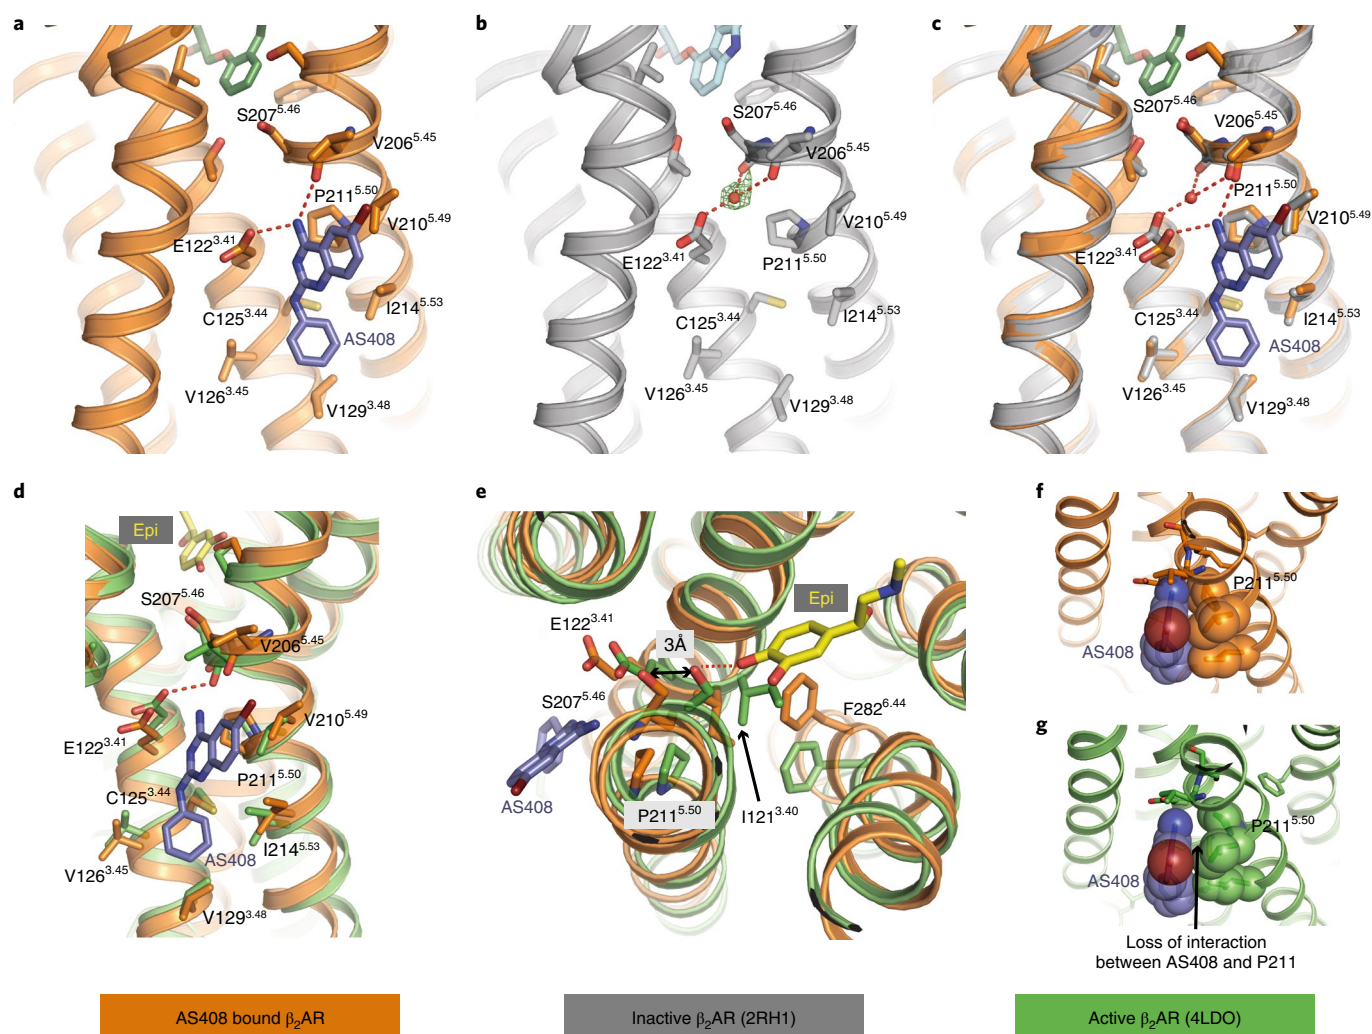 a
S207^5.46
V206^5.45
P211^5.50
V210^5.49
E122^3.41
I214^5.53
C125^3.44
AS408
V126^3.45
V129^3.48
b
S207^5.46
V206^5.45
V210^5.49
E122^3.41
P211^5.50
C125^3.44
I214^5.53
V126^3.45
V129^3.48
c
S207^5.46
V206^5.45
P211^5.50
V210^5.49
E122^3.41
C125^3.44
I214^5.53
AS408
V126^3.45
V129^3.48
d
Epi
S207^5.46
V206^5.45
V210^5.49
E122^3.41
P211^5.50
C125^3.44
I214^5.53
AS408
V126^3.45
V129^3.48
e
Epi
E122^3.41
3Å
S207^5.46
F282^6.44
AS408
P211^5.50
I121^3.40
f
P211^5.50
AS408
g
P211^5.50
AS408
Loss of interaction
between AS408 and P211
AS408 bound β₂AR
Inactive β₂AR (2RH1)
Active β₂AR (4LDO)